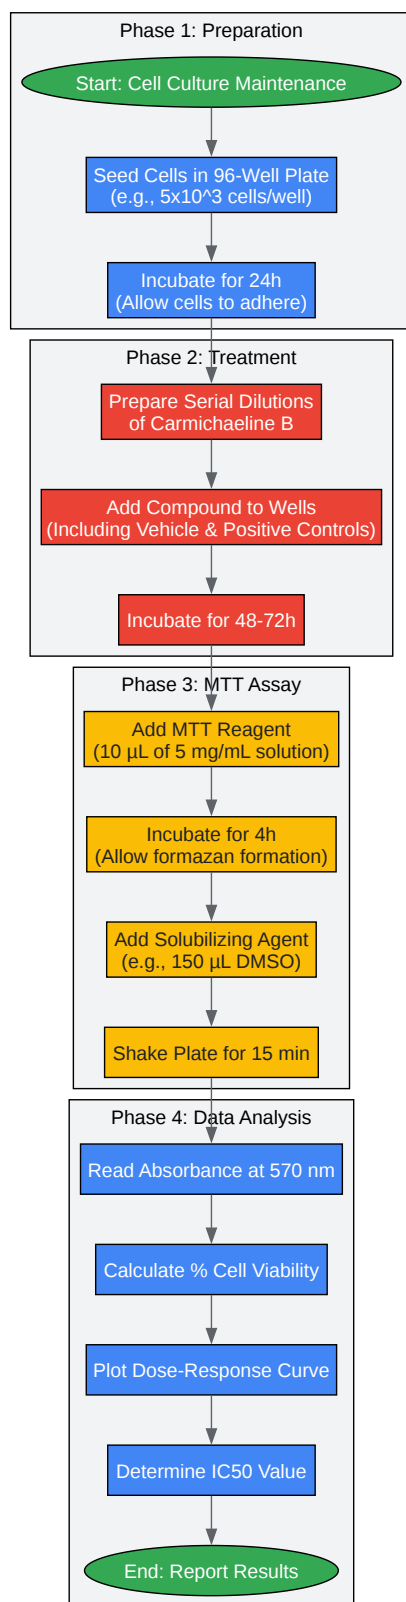 Phase 1: Preparation
Start: Cell Culture Maintenance
Seed Cells in 96-Well Plate
(e.g., 5x10^3 cells/well)
Incubate for 24h
(Allow cells to adhere)
Phase 2: Treatment
Prepare Serial Dilutions
of Carmichaeline B
Add Compound to Wells
(Including Vehicle & Positive Controls)
Incubate for 48-72h
Phase 3: MTT Assay
Add MTT Reagent
(10 µL of 5 mg/mL solution)
Incubate for 4h
(Allow formazan formation)
Add Solubilizing Agent
(e.g., 150 µL DMSO)
Shake Plate for 15 min
Phase 4: Data Analysis
Read Absorbance at 570 nm
Calculate % Cell Viability
Plot Dose-Response Curve
Determine IC50 Value
End: Report Results